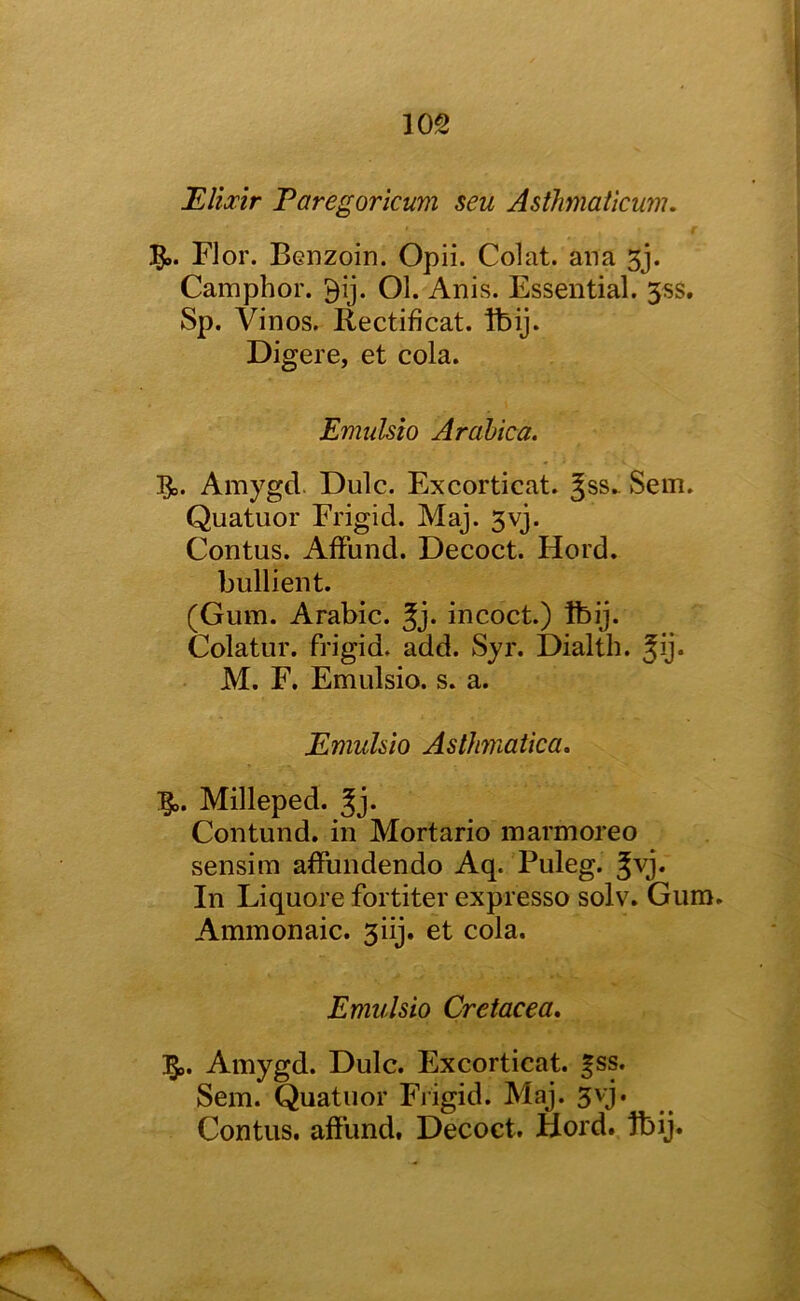 102
Elixir Paregoricum seu Asthmaticum.
℞. Flor. Benzoin. Opii. Colat. ana ʒj.
Camphor. ℈ij. Ol. Anis. Essential. ʒss.
Sp. Vinos. Rectificat. ℔ij.
Digere, et cola.
Emulsio Arabica.
℞. Amygd. Dulc. Excorticat. ℥ss. Sem.
Quatuor Frigid. Maj. ʒvj.
Contus. Affund. Decoct. Hord.
bullient.
(Gum. Arabic. ℥j. incoct.) ℔ij.
Colatur. frigid. add. Syr. Dialth. ℥ij.
M. F. Emulsio. s. a.
Emulsio Asthmatica.
℞. Milleped. ℥j.
Contund. in Mortario marmoreo
sensim affundendo Aq. Puleg. ℥vj.
In Liquore fortiter expresso solv. Gum.
Ammonaic. ʒiij. et cola.
Emulsio Cretacea.
℞. Amygd. Dulc. Excorticat. ℥ss.
Sem. Quatuor Frigid. Maj. ʒvj.
Contus. affund. Decoct. Hord. ℔ij.